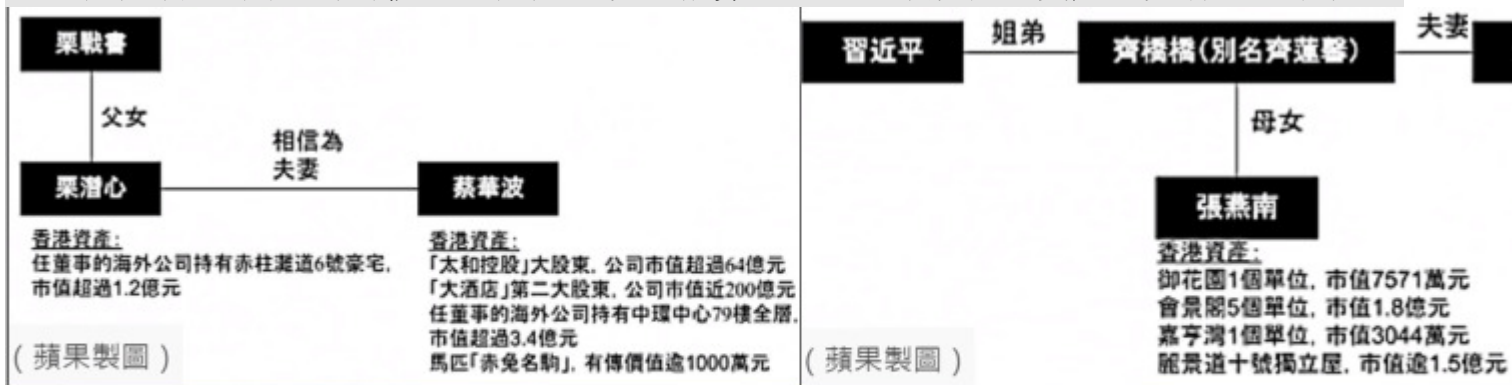 栗戰書
父女
相信為
夫妻
栗潛心
蔡華波
香港資產:
任董事的海外公司持有赤柱灘道6號豪宅,
市值超過1.2億元
香港資產:
「太和控股」大股東, 公司市值超過64億元
「大酒店」第二大股東, 公司市值近200億元
任董事的海外公司持有中環中心79樓全層,
市值超過3.4億元
馬匹「赤兔名駒」, 有傳價值逾1000萬元
(蘋果製圖)
習近平
姐弟
齊橋橋(別名齊蓮馨)
夫妻
母女
張燕南
香港資產:
御花園1個單位, 市值7571萬元
會景閣5個單位, 市值1.8億元
嘉亨灣1個單位, 市值3044萬元
麗景道十號獨立屋, 市值逾1.5億元
(蘋果製圖)